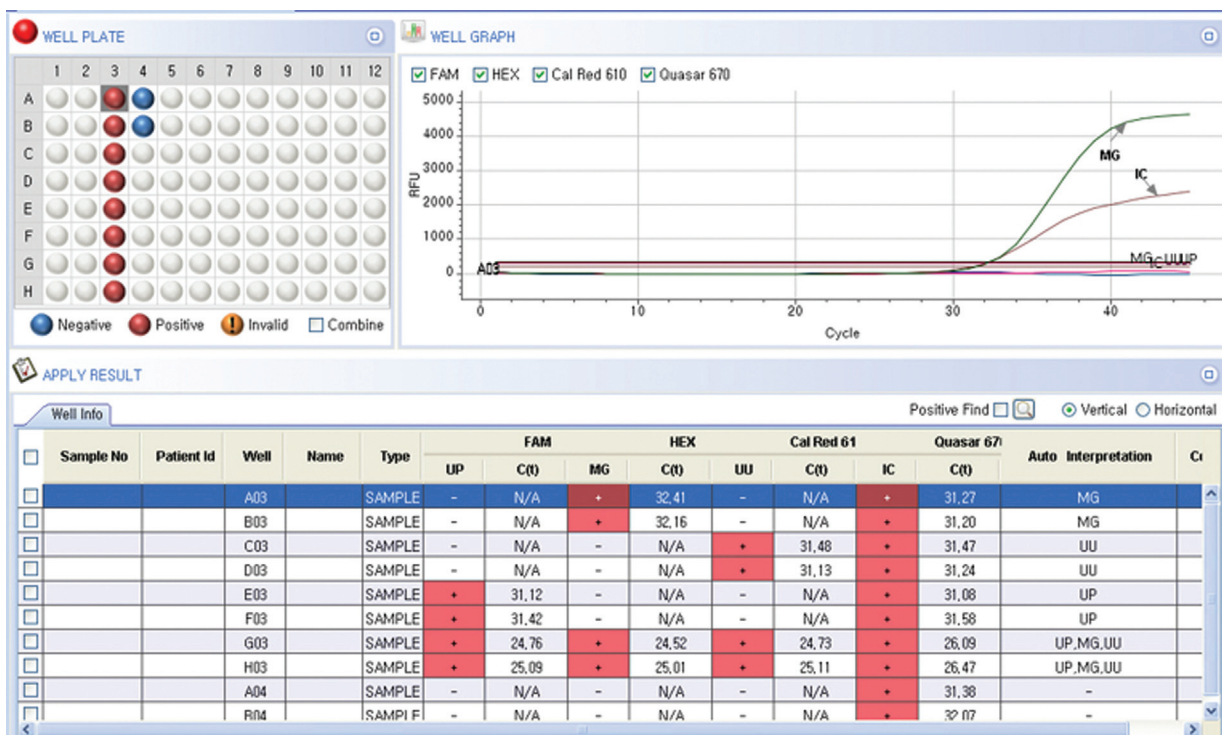 WELL PLATE
1 2 3 4 5 6 7 8 9 10 11 12
A
B
C
D
E
F
G
H
Negative Positive Invalid Combine
WELL GRAPH
FAM HEX Cal Red 610 Quasar 670
5000
4000
3000
2000
1000
0
RFU
MG
IC
A03
MG IC UU UP
0 10 20 30 40
Cycle
APPLY RESULT
Well Info
Positive Find Vertical Horizontal
FAM HEX Cal Red 61 Quasar 67
Sample No Patient Id Well Name Type UP C(t) MG C(t) UU C(t) IC C(t) Auto Interpretation
A03 SAMPLE - N/A + 32,41 - N/A + 31,27 MG
B03 SAMPLE - N/A + 32,16 - N/A + 31,20 MG
C03 SAMPLE - N/A - N/A + 31,48 + 31,47 UU
D03 SAMPLE - N/A - N/A + 31,13 + 31,24 UU
E03 SAMPLE + 31,12 - N/A - N/A + 31,08 UP
F03 SAMPLE + 31,42 - N/A - N/A + 31,58 UP
G03 SAMPLE + 24,76 + 24,52 + 24,73 + 26,09 UP,MG,UU
H03 SAMPLE + 25,09 + 25,01 + 25,11 + 26,47 UP,MG,UU
A04 SAMPLE - N/A - N/A - N/A + 31,38 -
B04 SAMPLE - N/A - N/A - N/A + 32,07 -